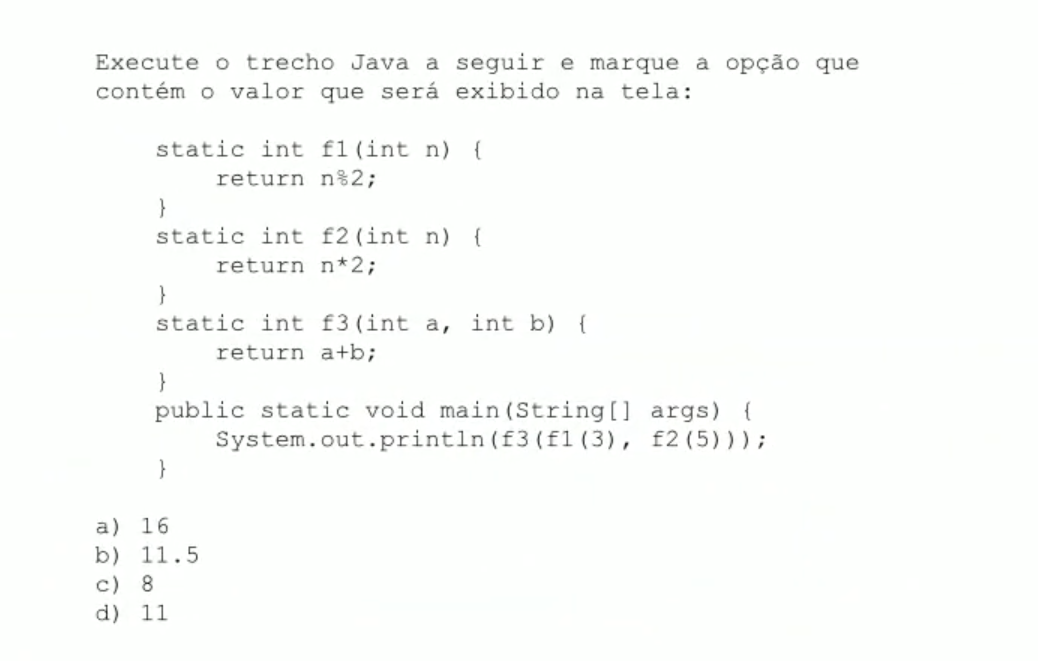 Execute o trecho Java a seguir e marque a opção que
contém o valor que será exibido na tela:
static int f1(int n) {
return n%2;
}
static int f2(int n) {
return n*2;
}
static int f3(int a, int b) {
return a+b;
}
public static void main(String[] args) {
System.out.println(f3(f1(3), f2(5)));
}
a) 16
b) 11.5
c) 8
d) 11